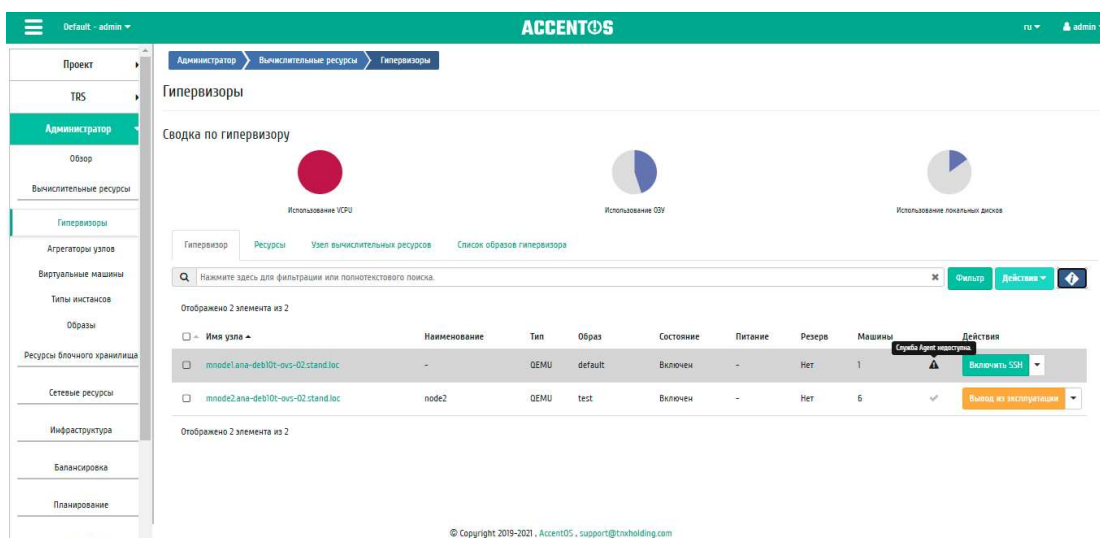 Default - admin
ACCENTOS
ru
admin
Проект
TRS
Администратор
Обзор
Вычислительные ресурсы
Гипервизоры
Агрегаторы узлов
Виртуальные машины
Типы инстансов
Образы
Ресурсы блочного хранилища
Сетевые ресурсы
Инфраструктура
Балансировка
Планирование
Администратор Вычислительные ресурсы Гипервизоры
Гипервизоры
Сводка по гипервизору
Использование VCPU
Использование ОЗУ
Использование локальных дисков
Гипервизор Ресурсы Узел вычислительных ресурсов Список образов гипервизора
Нажмите здесь для фильтрации или полнотекстового поиска.
Фильтр
Действия
Отображено 2 элемента из 2
Имя узла Наименование Тип Образ Состояние Питание Резерв Машины Действия
Служба Agent недоступна
mnode1.ana-deb10t-ovs-02.stand.loc - QEMU default Включен - Нет 1 Включить SSH
mnode2.ana-deb10t-ovs-02.stand.loc node2 QEMU test Включен - Нет 6 Вывод из эксплуатации
Отображено 2 элемента из 2
© Copyright 2019-2021 , AccentOS , support@tnxholding.com